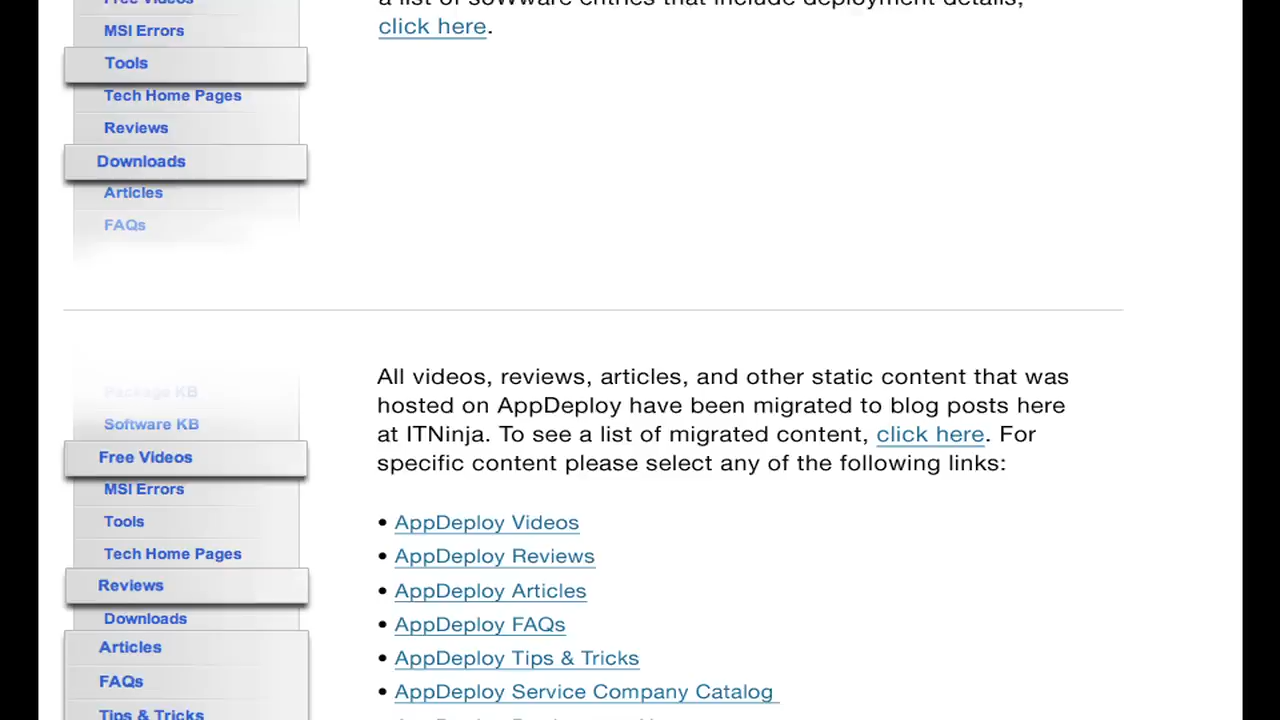 Free Videos
MSI Errors
Tools
Tech Home Pages
Reviews
Downloads
Articles
FAQs
a list of soWware entries that include deployment details,
click here.
Package KB
Software KB
Free Videos
MSI Errors
Tools
Tech Home Pages
Reviews
Downloads
Articles
FAQs
Tips & Tricks
All videos, reviews, articles, and other static content that was
hosted on AppDeploy have been migrated to blog posts here
at ITNinja. To see a list of migrated content, click here. For
specific content please select any of the following links:
• AppDeploy Videos
• AppDeploy Reviews
• AppDeploy Articles
• AppDeploy FAQs
• AppDeploy Tips & Tricks
• AppDeploy Service Company Catalog